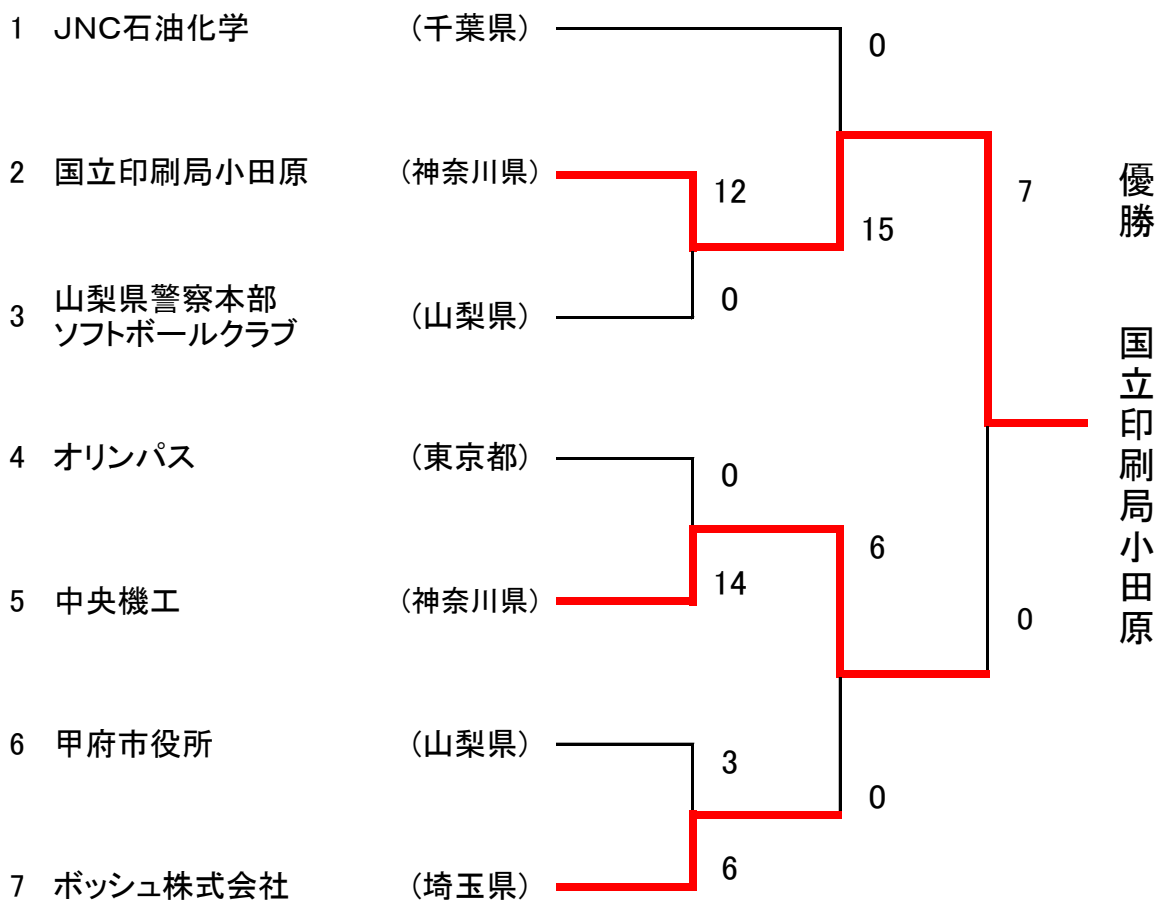 1 JNC石油化学 (千葉県)
0
2 国立印刷局小田原 (神奈川県)
12
15
7
3 山梨県警察本部
ソフトボールクラブ (山梨県)
0
4 オリンパス (東京都)
0
6
5 中央機工 (神奈川県)
14
0
6 甲府市役所 (山梨県)
3
0
7 ボッシュ株式会社 (埼玉県)
6
優勝 国立印刷局小田原